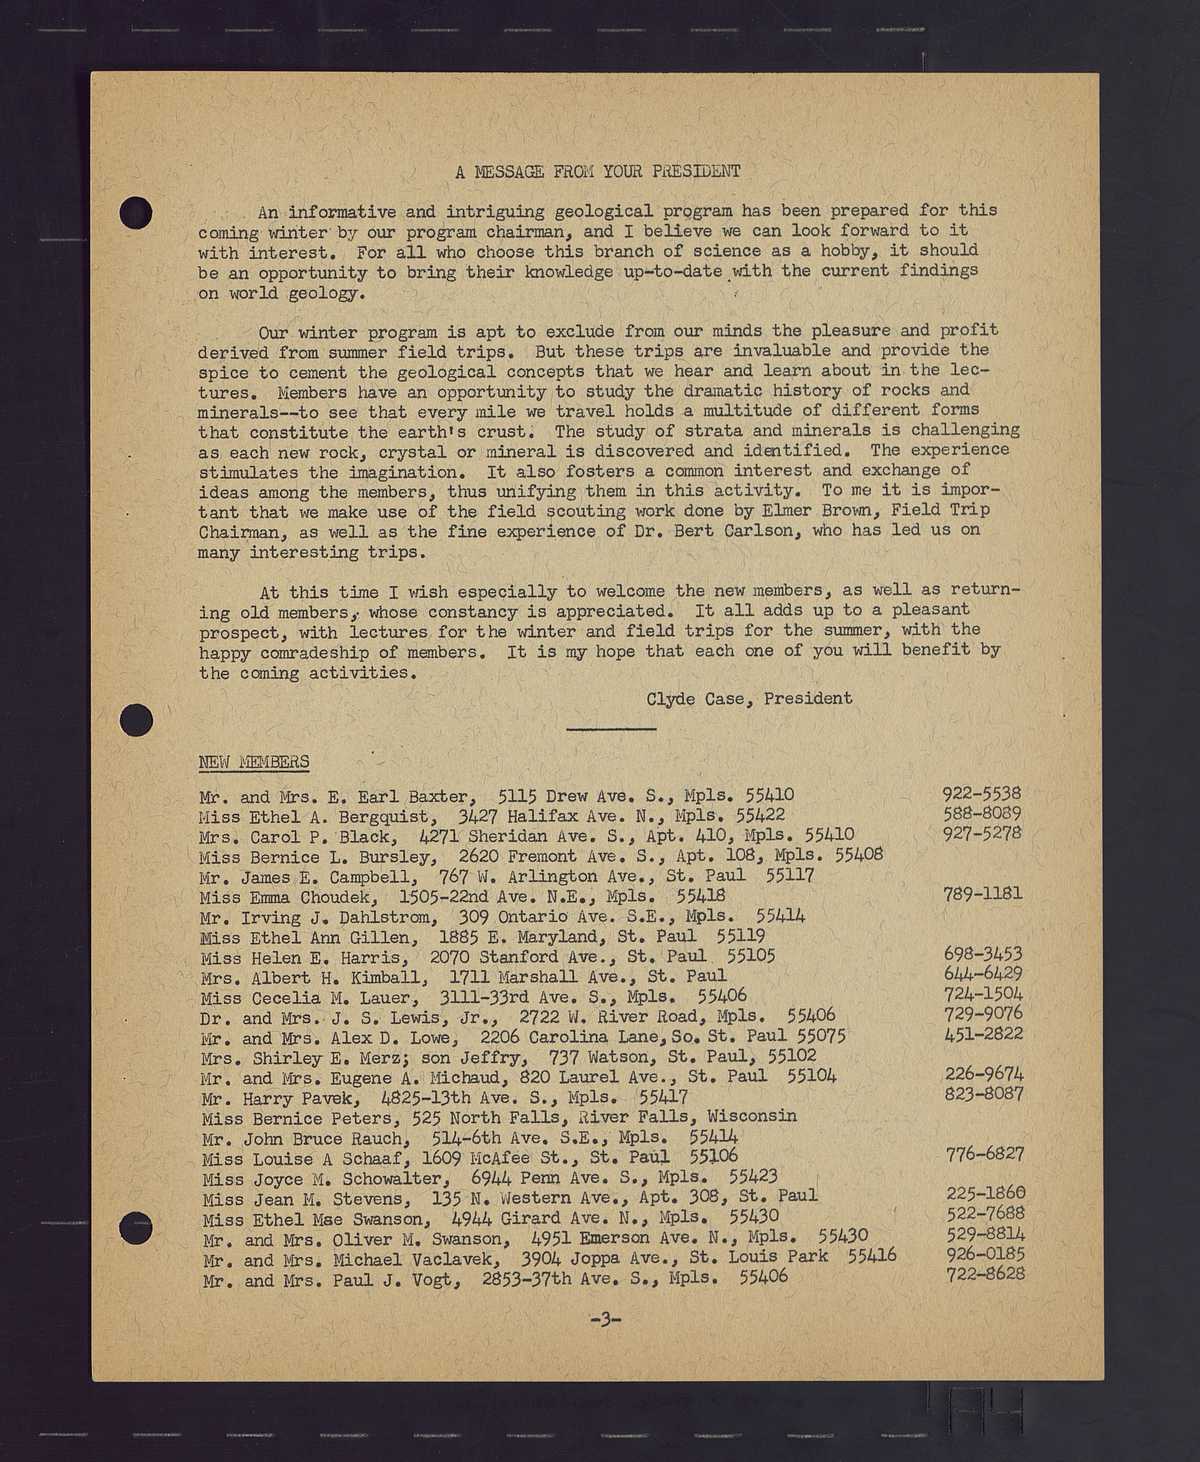 A MESSAGE FROM YOUR PRESIDENT
An informative and intriguing geological program has been prepared for this
coming winter by our program chairman, and I believe we can look forward to it
with interest. For all who choose this branch of science as a hobby, it should
be an opportunity to bring their knowledge up-to-date with the current findings
on world geology.
Our winter program is apt to exclude from our minds the pleasure and profit
derived from summer field trips. But these trips are invaluable and provide the
spice to cement the geological concepts that we hear and learn about in the lec-
tures. Members have an opportunity to study the dramatic history of rocks and
minerals--to see that every mile we travel holds a multitude of different forms
that constitute the earth's crust. The study of strata and minerals is challenging
as each new rock, crystal or mineral is discovered and identified. The experience
stimulates the imagination. It also fosters a common interest and exchange of
ideas among the members, thus unifying them in this activity. To me it is impor-
tant that we make use of the field scouting work done by Elmer Brown, Field Trip
Chairman, as well as the fine experience of Dr. Bert Carlson, who has led us on
many interesting trips.
At this time I wish especially to welcome the new members, as well as return-
ing old members, whose constancy is appreciated. It all adds up to a pleasant
prospect, with lectures for the winter and field trips for the summer, with the
happy comradeship of members. It is my hope that each one of you will benefit by
the coming activities.
Clyde Case, President
NEW MEMBERS
Mr. and Mrs. E. Earl Baxter, 5115 Drew Ave. S., Mpls. 55410 922-5538
Miss Ethel A. Bergquist, 3427 Halifax Ave. N., Mpls. 55422 588-8089
Mrs. Carol P. Black, 4271 Sheridan Ave. S., Apt. 410, Mpls. 55410 927-5278
Miss Bernice L. Bursley, 2620 Fremont Ave. S., Apt. 108, Mpls. 55408
Mr. James E. Campbell, 767 W. Arlington Ave., St. Paul 55117
Miss Emma Choudek, 1505-22nd Ave. N.E., Mpls. 55418 789-1181
Mr. Irving J. Dahlstrom, 309 Ontario Ave. S.E., Mpls. 55414
Miss Ethel Ann Gillen, 1885 E. Maryland, St. Paul 55119
Miss Helen E. Harris, 2070 Stanford Ave., St. Paul 55105 698-3453
Mrs. Albert H. Kimball, 1711 Marshall Ave., St. Paul 644-6429
Miss Cecelia M. Lauer, 3111-33rd Ave. S., Mpls. 55406 724-1504
Dr. and Mrs. J. S. Lewis, Jr., 2722 W. River Road, Mpls. 55406 729-9076
Mr. and Mrs. Alex D. Lowe, 2206 Carolina Lane, So. St. Paul 55075 451-2822
Mrs. Shirley E. Merz; son Jeffry, 737 Watson, St. Paul, 55102
Mr. and Mrs. Eugene A. Michaud, 820 Laurel Ave., St. Paul 55104 226-9674
Mr. Harry Pavek, 4825-13th Ave. S., Mpls. 55417 823-8087
Miss Bernice Peters, 525 North Falls, River Falls, Wisconsin
Mr. John Bruce Rauch, 514-6th Ave. S.E., Mpls. 55414
Miss Louise A Schaaf, 1609 McAfee St., St. Paul 55106 776-6827
Miss Joyce M. Schowalter, 6944 Penn Ave. S., Mpls. 55423
Miss Jean M. Stevens, 135 N. Western Ave., Apt. 308, St. Paul 225-1860
Miss Ethel Mae Swanson, 4944 Girard Ave. N., Mpls. 55430 522-7688
Mr. and Mrs. Oliver M. Swanson, 4951 Emerson Ave. N., Mpls. 55430 529-8814
Mr. and Mrs. Michael Vaclavek, 3904 Joppa Ave., St. Louis Park 55416 926-0185
Mr. and Mrs. Paul J. Vogt, 2853-37th Ave. S., Mpls. 55406 722-8628
-3-